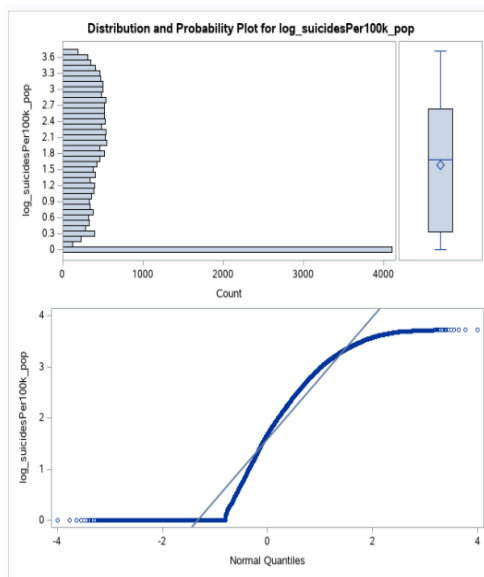 Distribution and Probability Plot for log_suicidesPer100k_pop
log_suicidesPer100k_pop
3.6
3.3
3
2.7
2.4
2.1
1.8
1.5
1.2
0.9
0.6
0.3
0
0 1000 2000 3000 4000
Count
log_suicidesPer100k_pop
4
3
2
1
0
-4 -2 0 2 4
Normal Quantiles